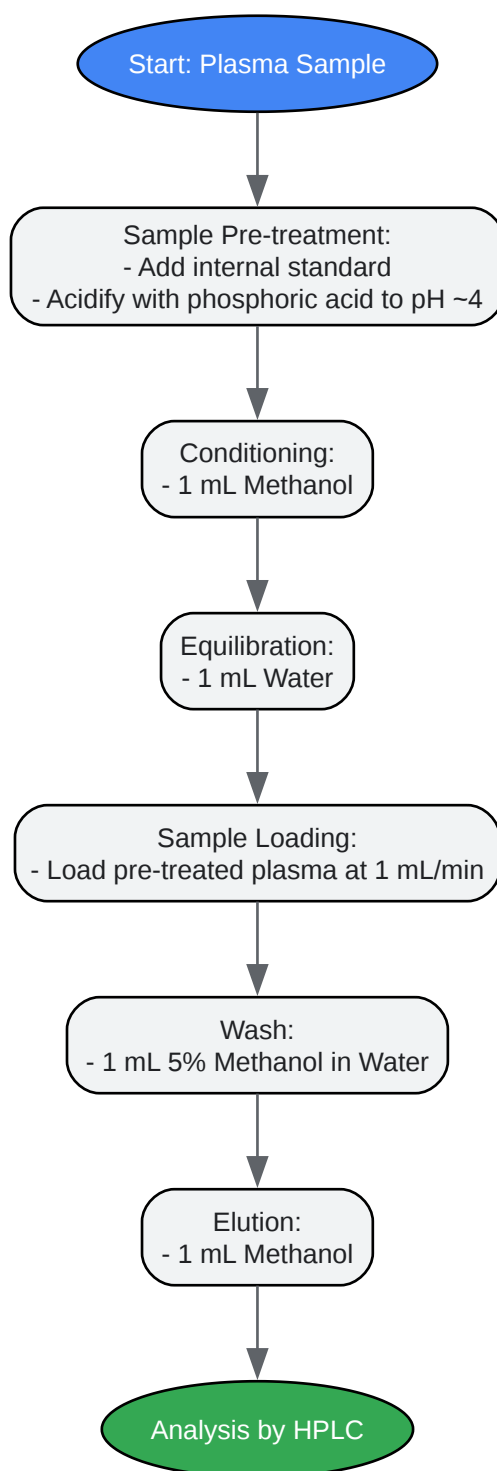 Start: Plasma Sample
Sample Pre-treatment:
- Add internal standard
- Acidify with phosphoric acid to pH ~4
Conditioning:
- 1 mL Methanol
Equilibration:
- 1 mL Water
Sample Loading:
- Load pre-treated plasma at 1 mL/min
Wash:
- 1 mL 5% Methanol in Water
Elution:
- 1 mL Methanol
Analysis by HPLC